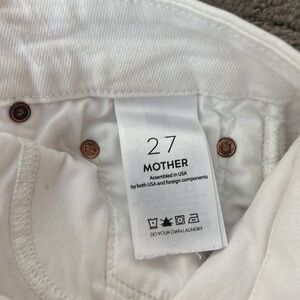 27
MOTHER
Assembled in USA
by both USA and foreign components
DO YOUR OWN LAUNDRY